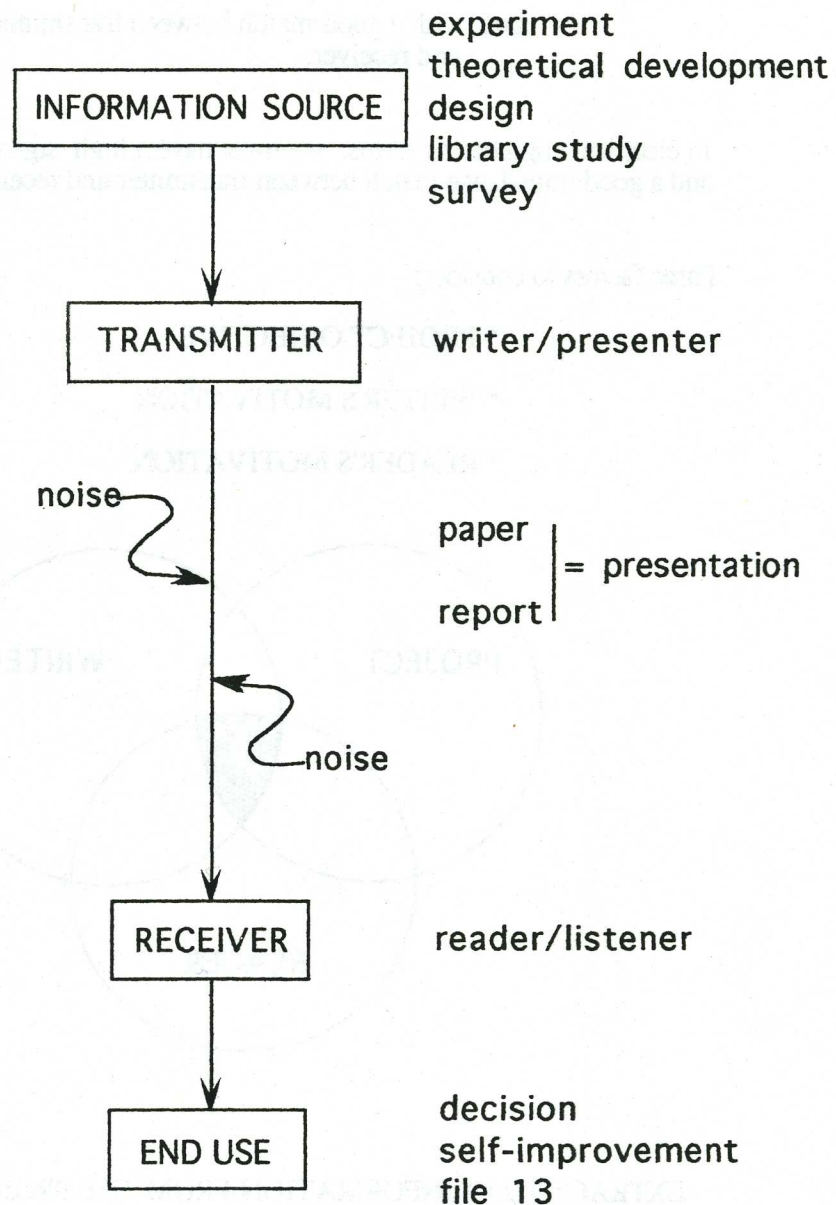 experiment
theoretical development
INFORMATION SOURCE
design
library study
survey
TRANSMITTER
writer/presenter
noise
paper
= presentation
report
noise
RECEIVER
reader/listener
decision
END USE
self-improvement
file 13